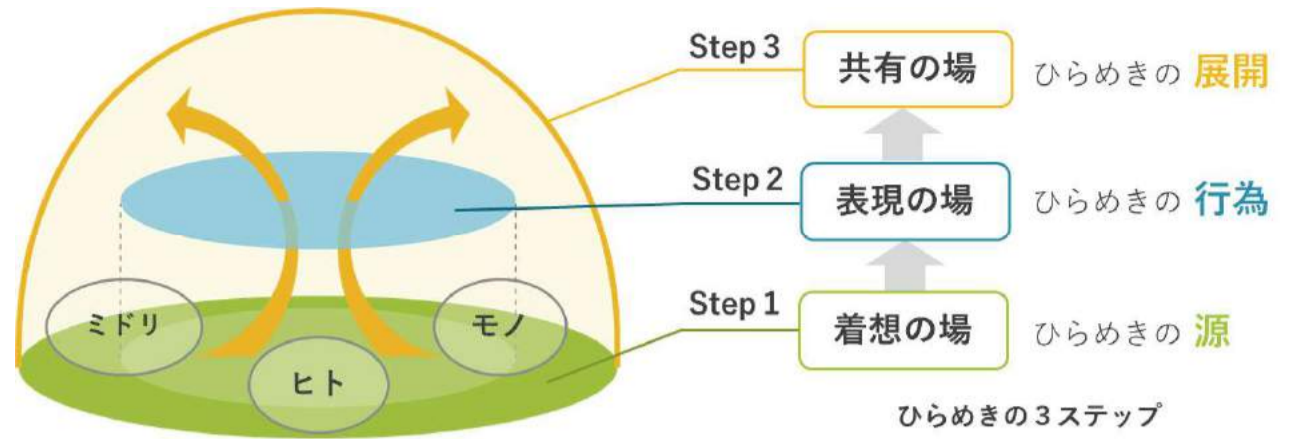 Step 3
共有の場
ひらめきの 展開
Step 2
表現の場
ひらめきの 行為
Step 1
着想の場
ひらめきの 源
ミドリ
モノ
ヒト
ひらめきの3ステップ